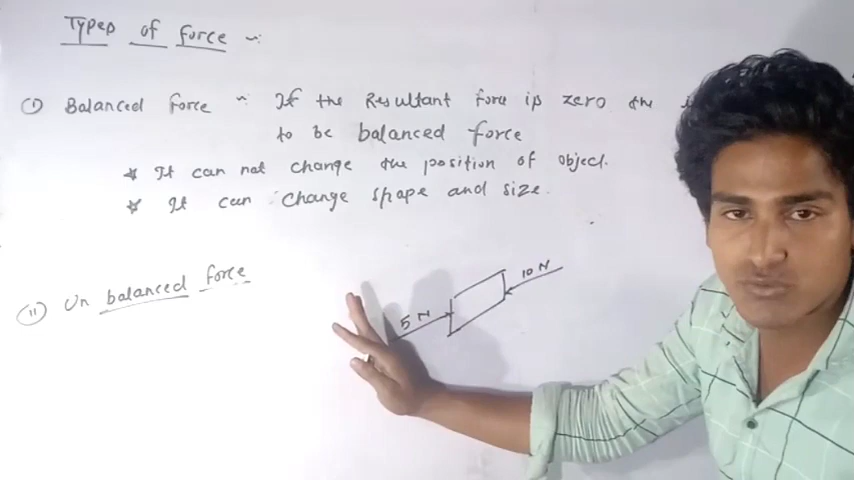 Types of force ~:
(I) Balanced force ~: If the Resultant force is zero the
to be balanced force
* It can not change the position of object.
* It can change shape and size.
(II) Un balanced force
5 N
10 N